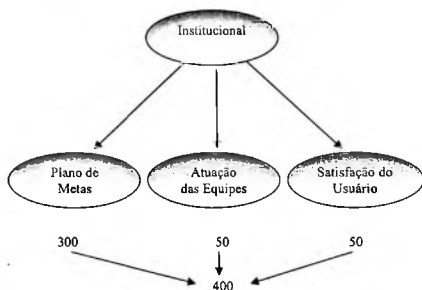 Institucional
Plano de
Metas
Atuação
das Equipes
Satisfação do
Usuário
300
50
50
400